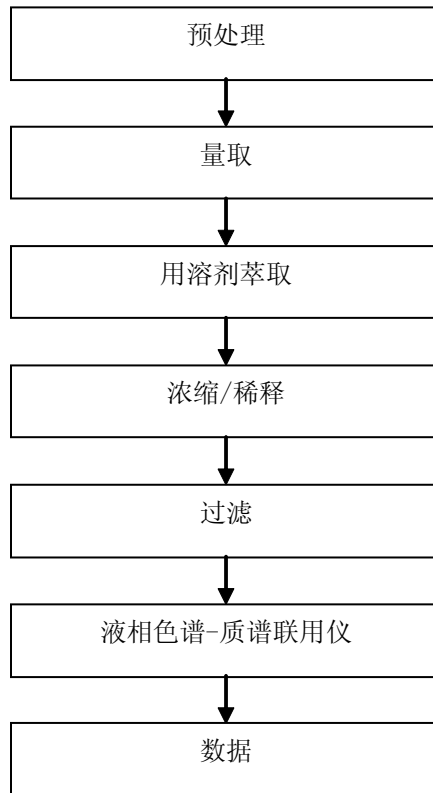 预处理
量取
用溶剂萃取
浓缩/稀释
过滤
液相色谱-质谱联用仪
数据